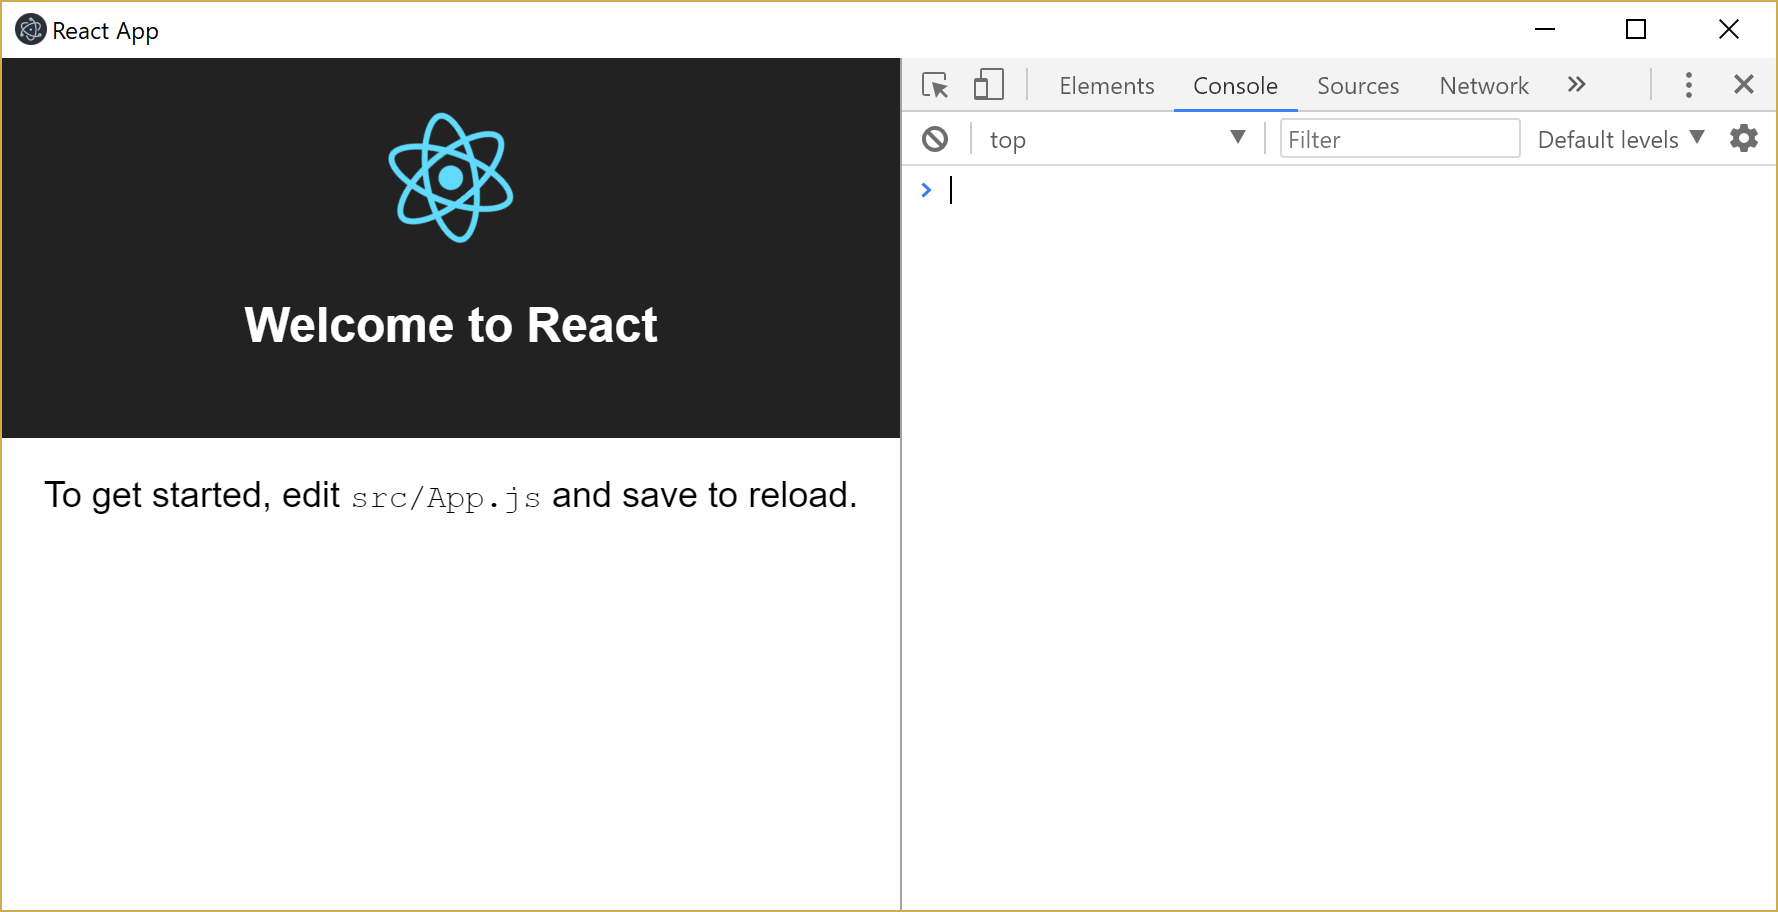 React App
Welcome to React
To get started, edit src/App.js and save to reload.
Elements Console Sources Network
top Filter Default levels